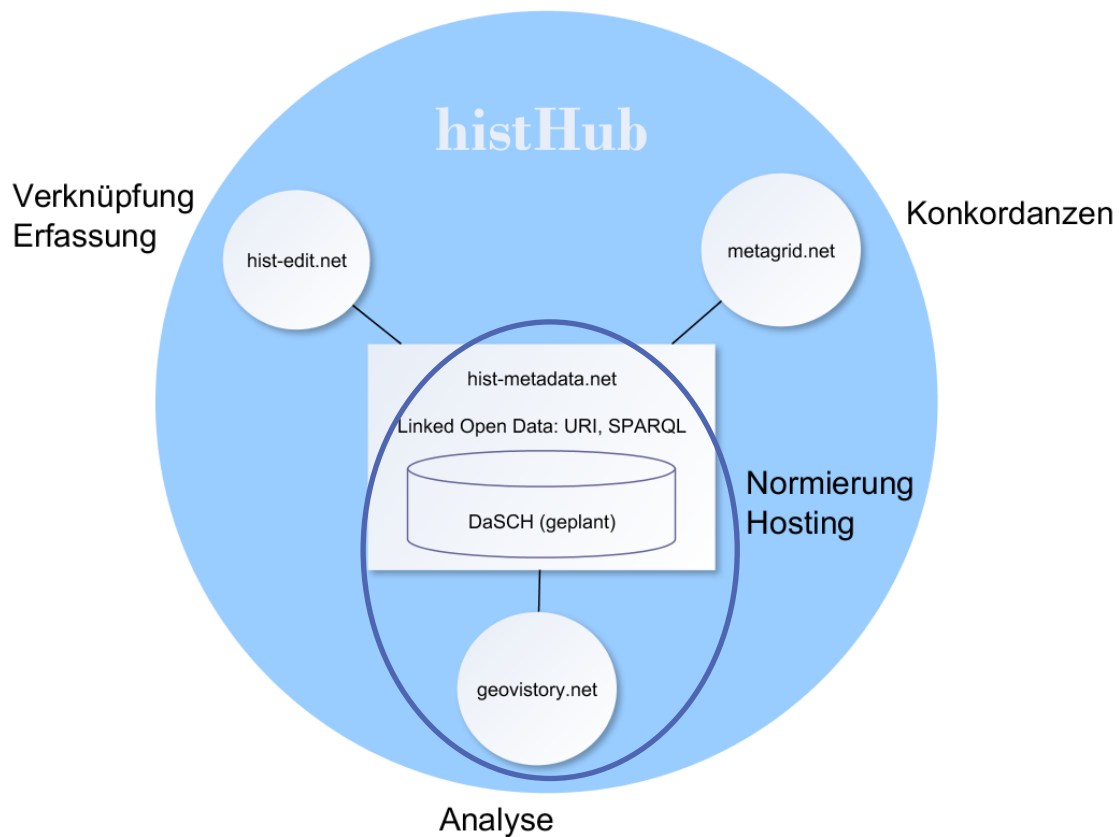 histHub
Verknüpfung
Erfassung
Konkordanzen
hist-edit.net
metagrid.net
hist-metadata.net
Linked Open Data: URI, SPARQL
DaSCH (geplant)
Normierung
Hosting
geovistory.net
Analyse